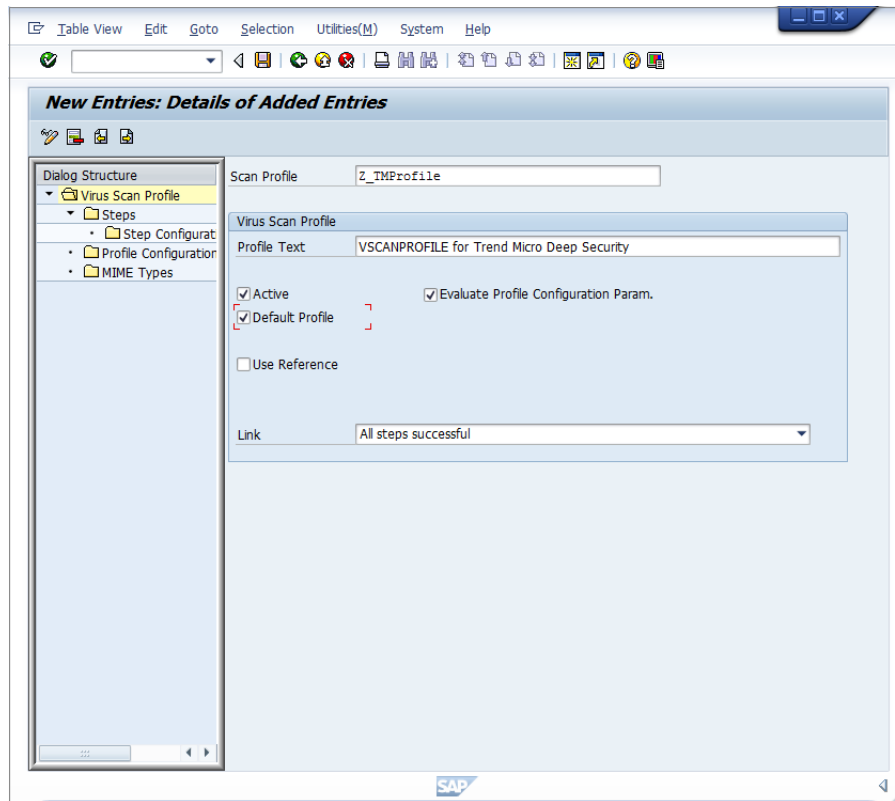 Table View Edit Goto Selection Utilities(M) System Help
New Entries: Details of Added Entries
Dialog Structure
Virus Scan Profile
Steps
Step Configurat
Profile Configuration
MIME Types
Scan Profile Z_TMProfile
Virus Scan Profile
Profile Text VSCANPROFILE for Trend Micro Deep Security
Active Evaluate Profile Configuration Param.
Default Profile
Use Reference
Link All steps successful
SAP